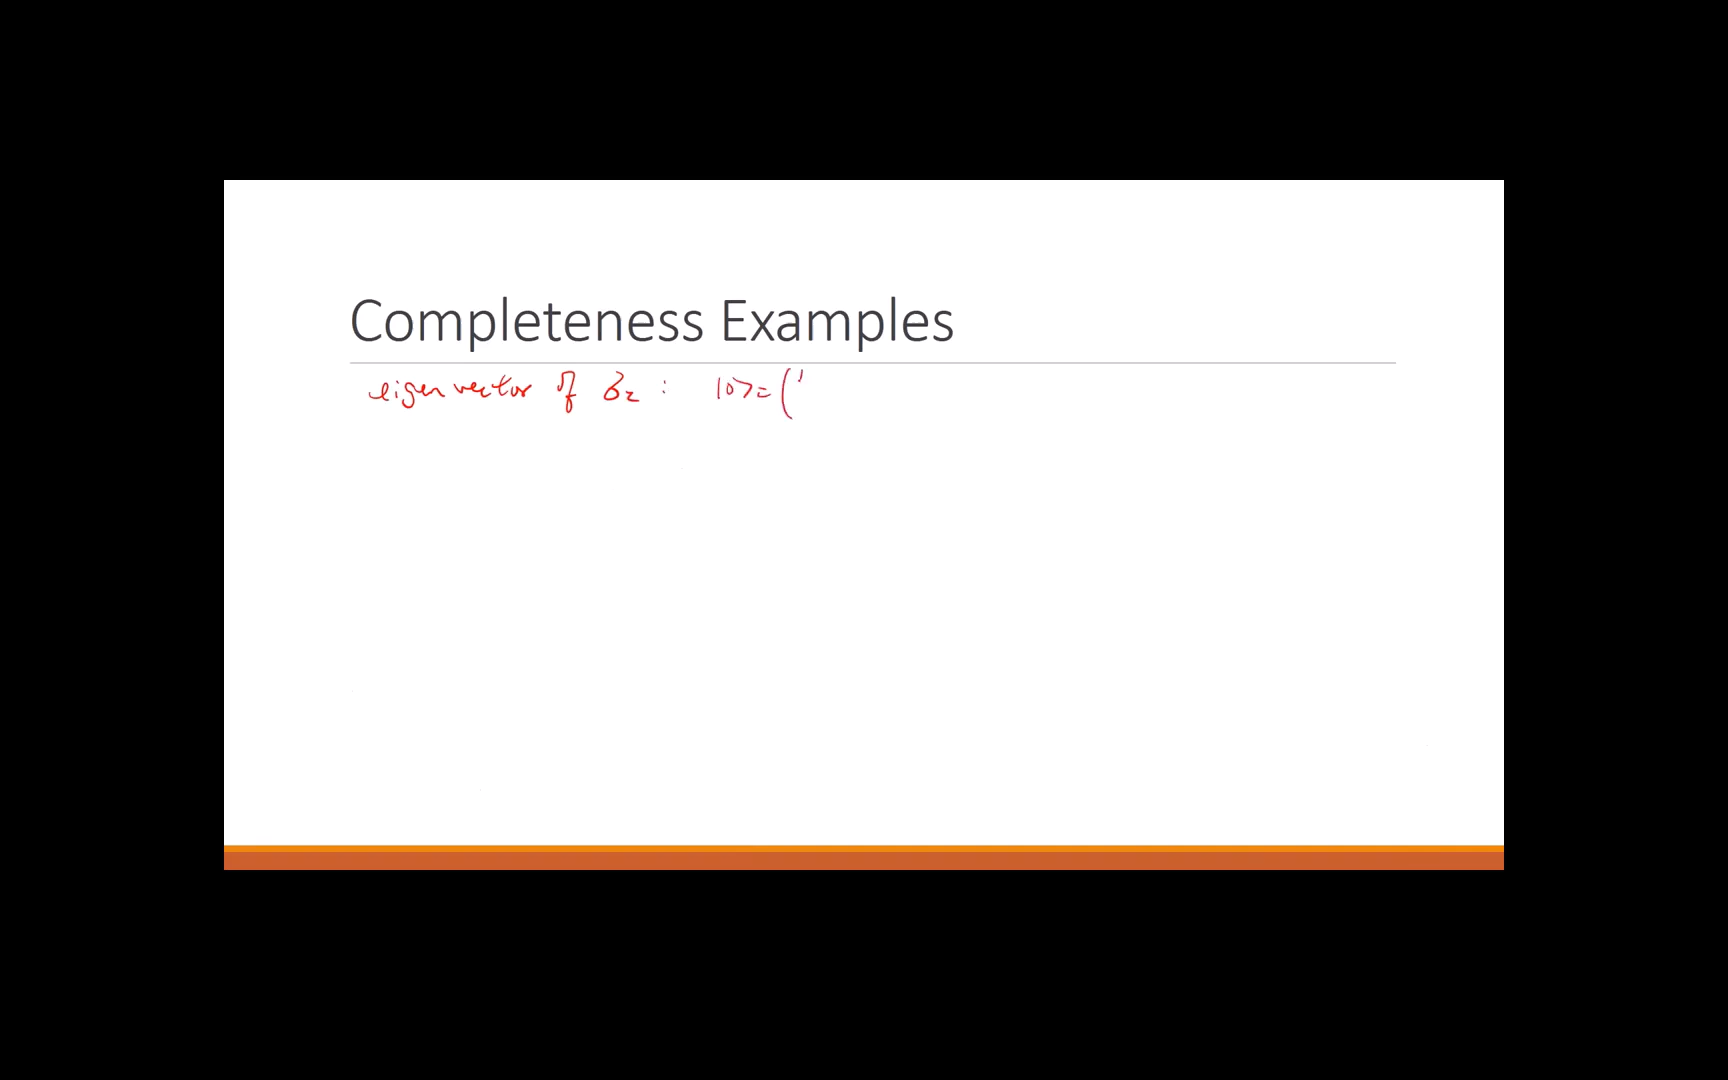 Completeness Examples
eigenvector of σz : |0>=(1